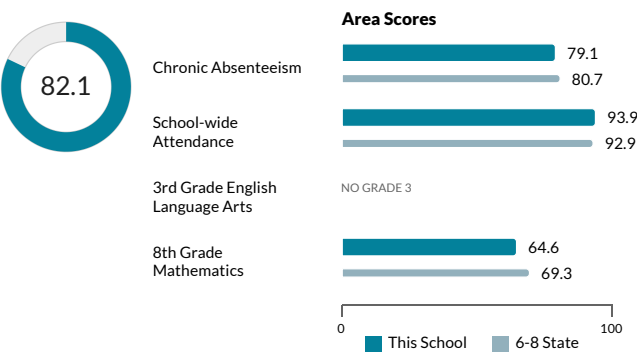 Area Scores
82.1
Chronic Absenteeism
79.1
80.7
School-wide
Attendance
93.9
92.9
3rd Grade English
Language Arts
NO GRADE 3
8th Grade
Mathematics
64.6
69.3
0
100
This School
6-8 State